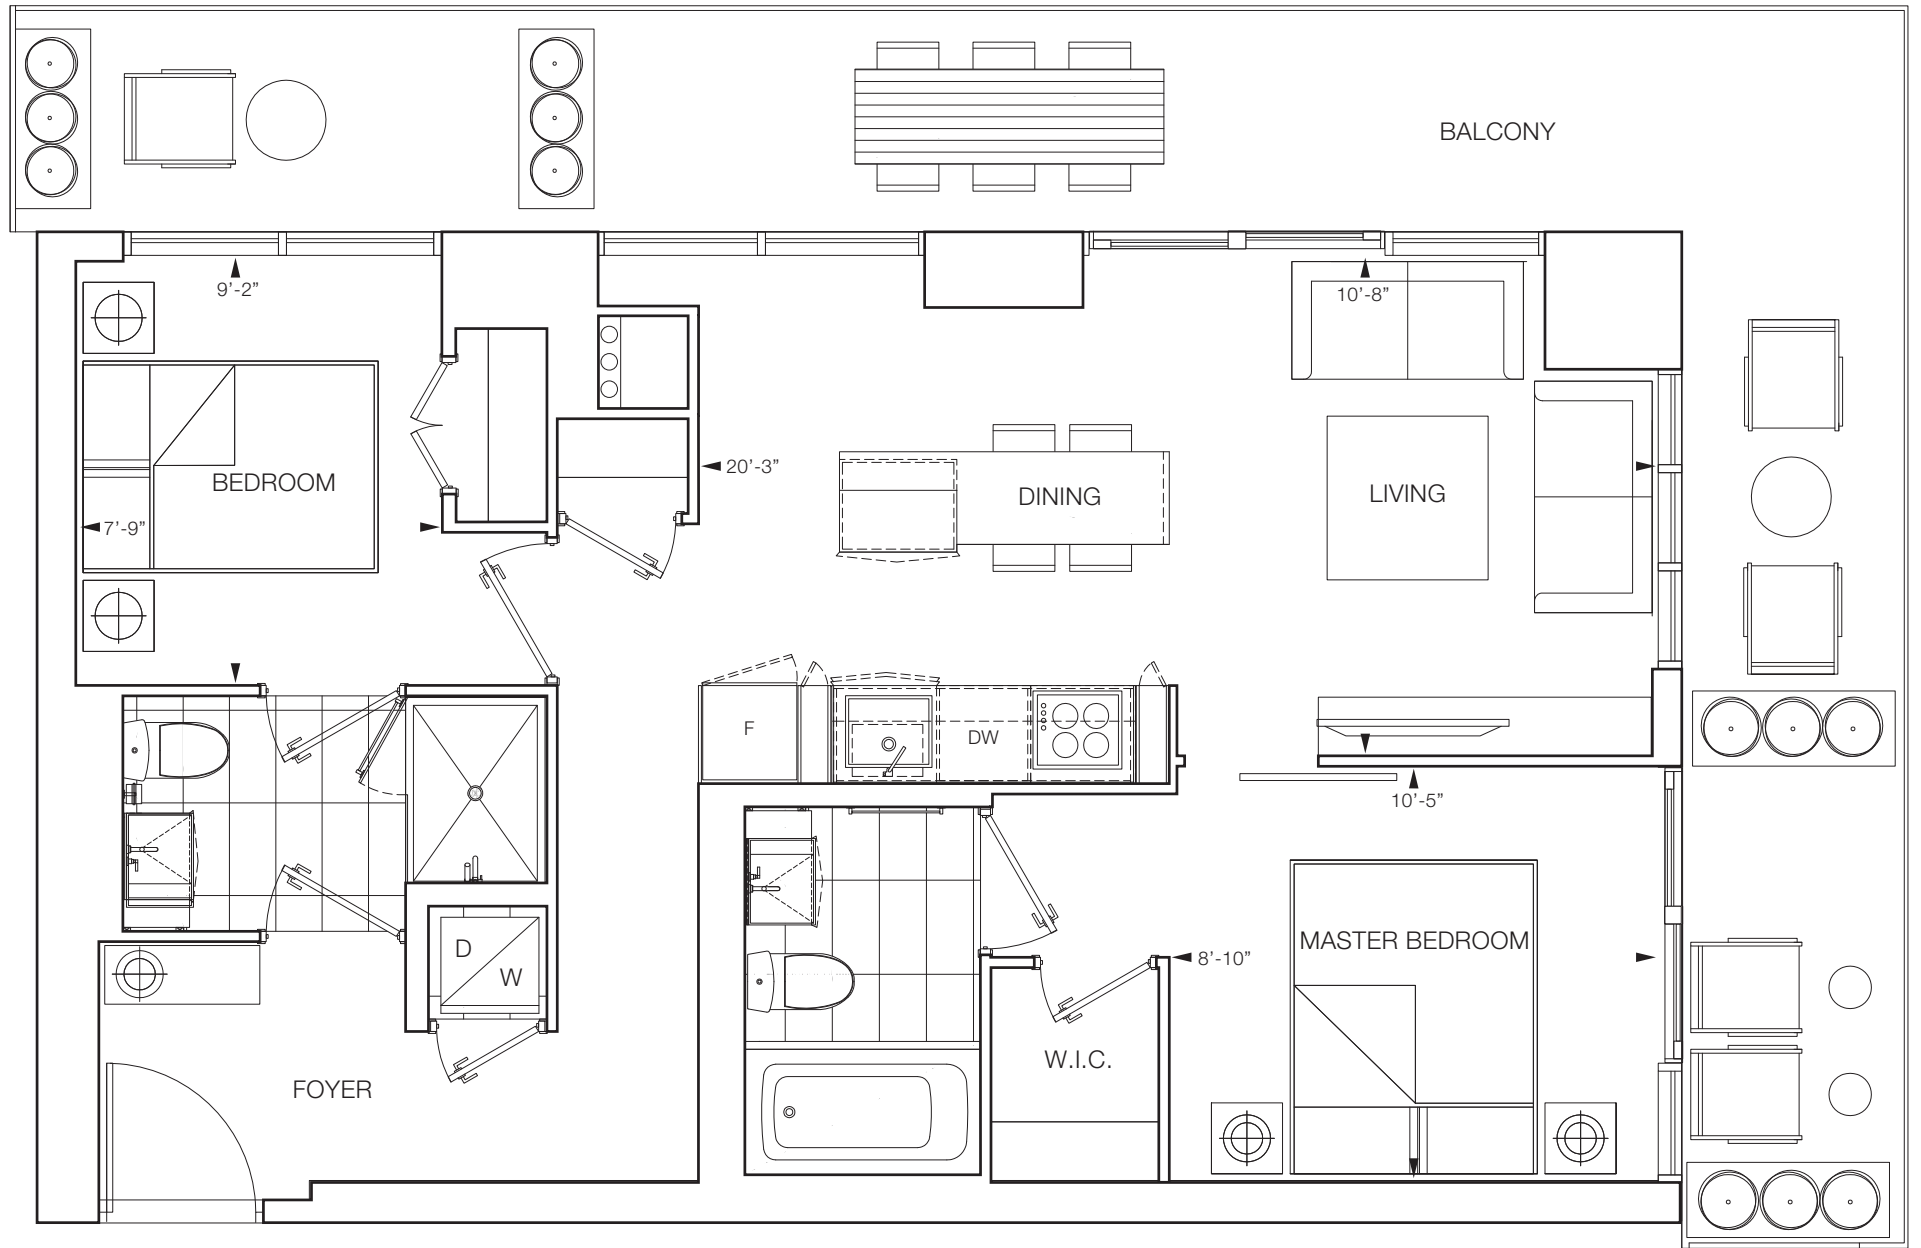 BALCONY
9’-2”
10’-8”
20’-3”
BEDROOM
DINING
LIVING
7’-9”
F
DW
10’-5”
MASTER BEDROOM
D
W
8’-10”
W.I.C.
FOYER